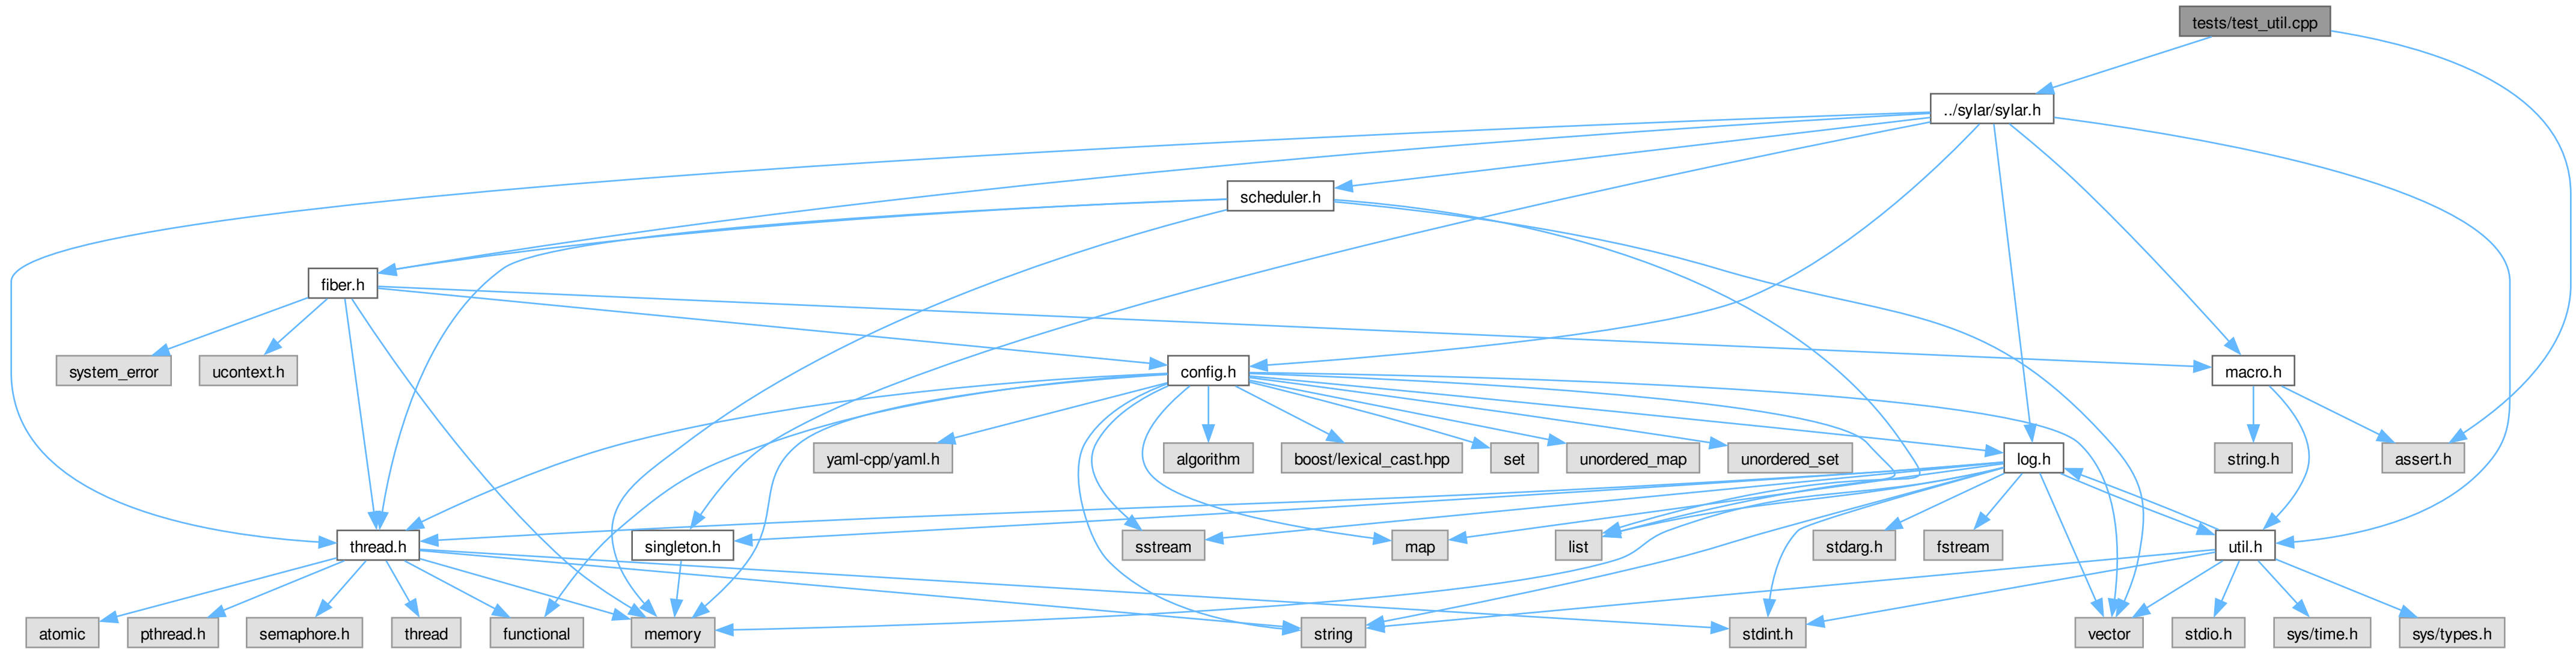 tests/test_util.cpp
../sylar/sylar.h
scheduler.h
fiber.h
system_error
ucontext.h
config.h
macro.h
yaml-cpp/yaml.h
algorithm
boost/lexical_cast.hpp
set
unordered_map
unordered_set
log.h
string.h
assert.h
thread.h
singleton.h
sstream
map
list
stdarg.h
fstream
util.h
atomic
pthread.h
semaphore.h
thread
functional
memory
string
stdint.h
vector
stdio.h
sys/time.h
sys/types.h